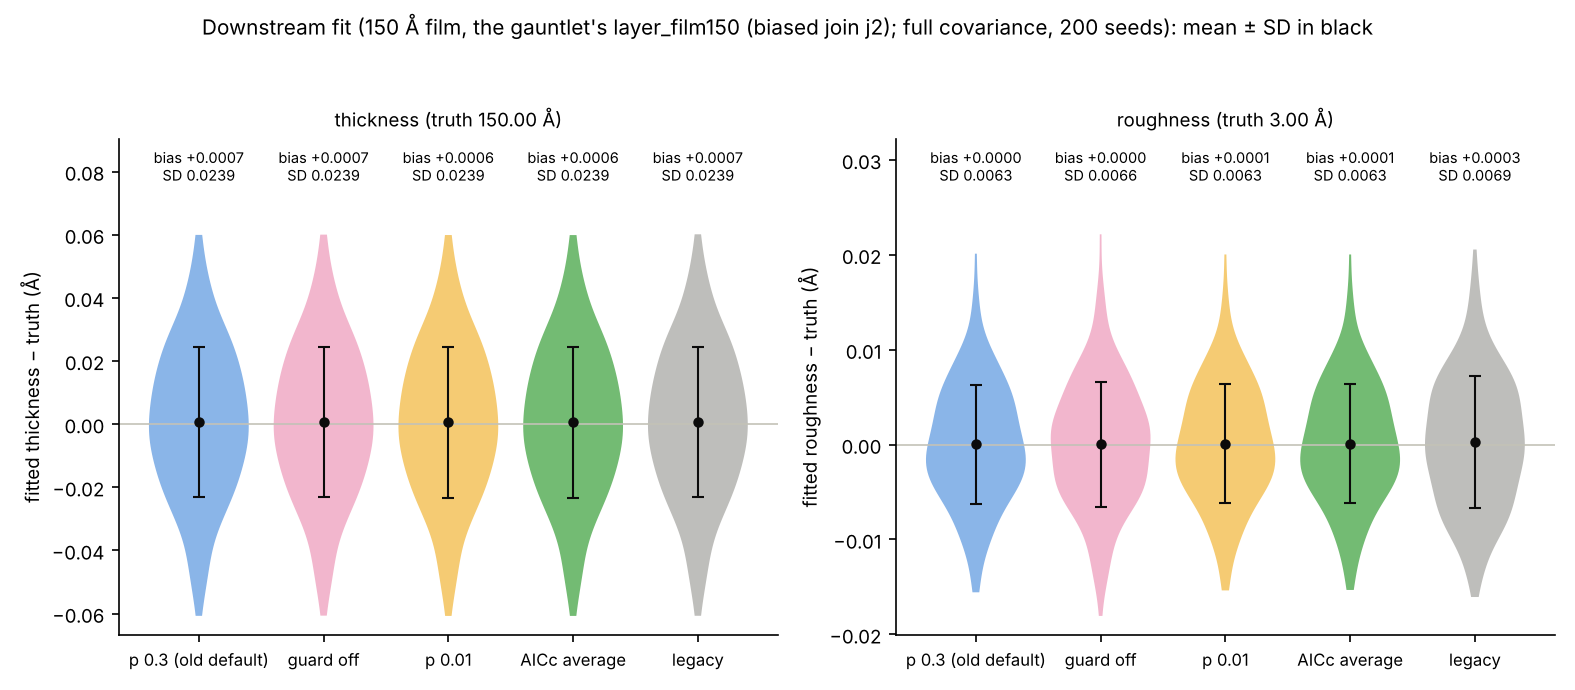 Downstream fit (150 Å film, the gauntlet's layer_film150 (biased join j2); full covariance, 200 seeds): mean ± SD in black
thickness (truth 150.00 Å)
bias +0.0007 bias +0.0007 bias +0.0006 bias +0.0006 bias +0.0007
SD 0.0239 SD 0.0239 SD 0.0239 SD 0.0239 SD 0.0239
0.08
0.06
0.04
0.02
0.00
−0.02
−0.04
−0.06
fitted thickness − truth (Å)
p 0.3 (old default) guard off p 0.01 AICc average legacy
roughness (truth 3.00 Å)
bias +0.0000 bias +0.0000 bias +0.0001 bias +0.0001 bias +0.0003
SD 0.0063 SD 0.0066 SD 0.0063 SD 0.0063 SD 0.0069
0.03
0.02
0.01
0.00
−0.01
−0.02
fitted roughness − truth (Å)
p 0.3 (old default) guard off p 0.01 AICc average legacy